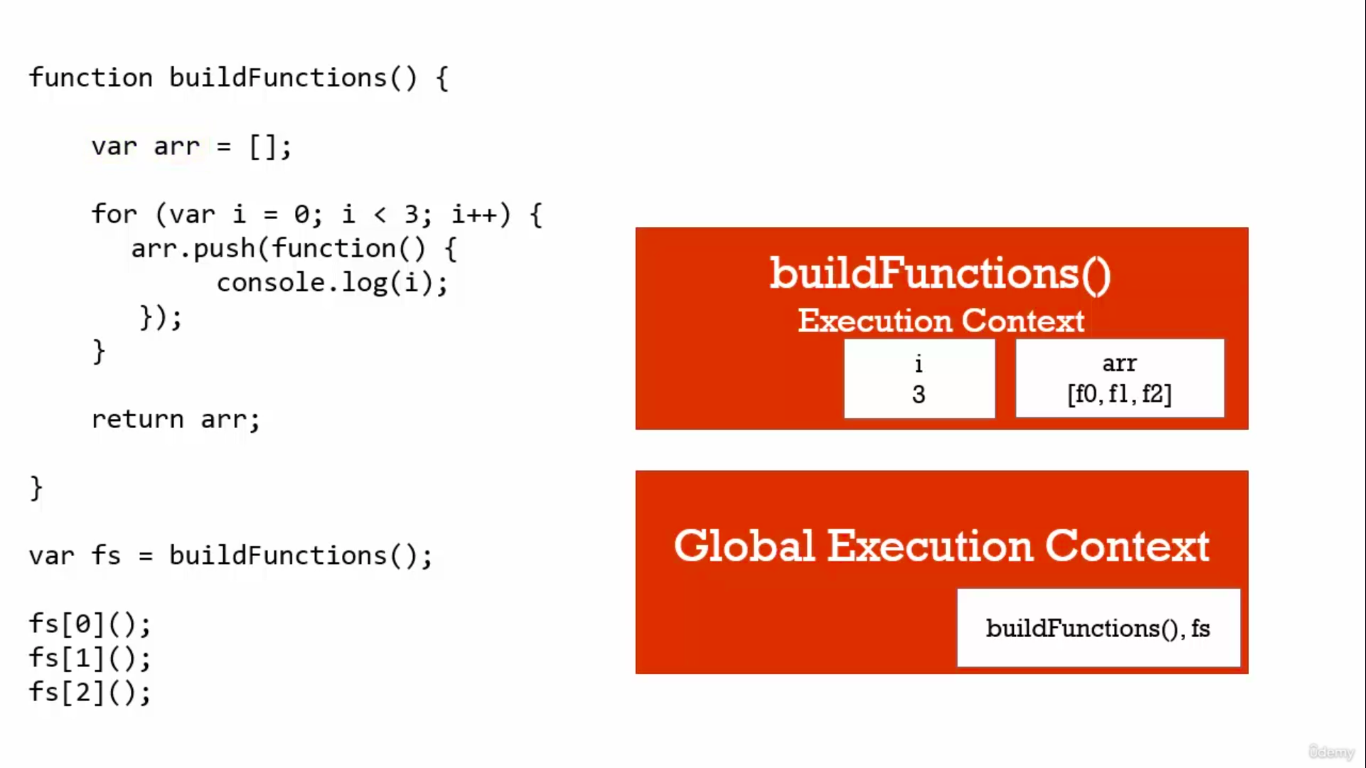 function buildFunctions() {
var arr = [];
for (var i = 0; i < 3; i++) {
arr.push(function() {
console.log(i);
});
}
return arr;
}
var fs = buildFunctions();
fs[0]();
fs[1]();
fs[2]();
buildFunctions()
Execution Context
i
3
arr
[f0, f1, f2]
Global Execution Context
buildFunctions(), fs
ûdemy